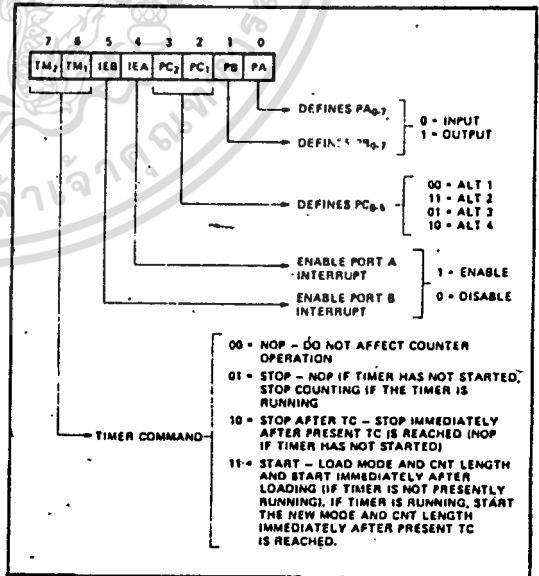 7 6 5 4 3 2 1 0
TM₂ TM₁ IEB IEA PC₂ PC₁ PB PA
DEFINES PA₀₋₇
0 = INPUT
1 = OUTPUT
DEFINES PB₀₋₇
DEFINES PC₀₋₅
00 = ALT 1
11 = ALT 2
01 = ALT 3
10 = ALT 4
ENABLE PORT A
INTERRUPT
1 = ENABLE
0 = DISABLE
ENABLE PORT B
INTERRUPT
TIMER COMMAND
00 = NOP – DO NOT AFFECT COUNTER
OPERATION
01 = STOP – NOP IF TIMER HAS NOT STARTED,
STOP COUNTING IF THE TIMER IS
RUNNING
10 = STOP AFTER TC – STOP IMMEDIATELY
AFTER PRESENT TC IS REACHED (NOP
IF TIMER HAS NOT STARTED)
11 = START – LOAD MODE AND CNT LENGTH
AND START IMMEDIATELY AFTER
LOADING (IF TIMER IS NOT PRESENTLY
RUNNING). IF TIMER IS RUNNING, START
THE NEW MODE AND CNT LENGTH
IMMEDIATELY AFTER PRESENT TC
IS REACHED.